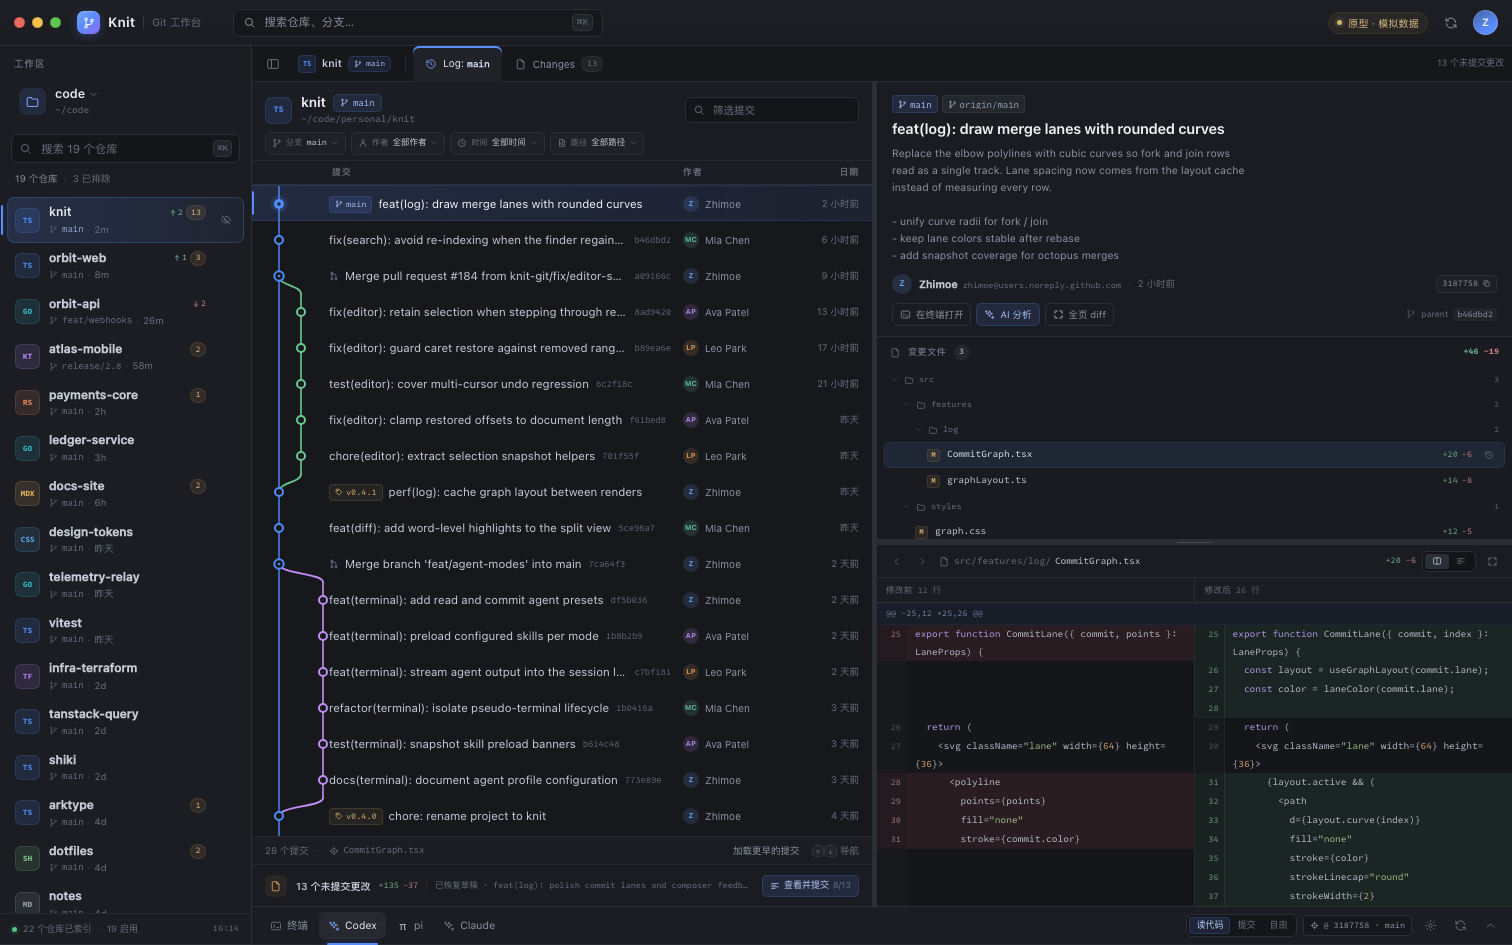 Knit
Git 工作台
搜索仓库、分支…
⌘K
原型 · 模拟数据
Z
工作区
code
~/code
搜索 19 个仓库
⌘K
19 个仓库 · 3 已排除
TS knit ↑2 13
main · 2m
TS orbit-web ↑1 3
main · 8m
GO orbit-api ↓2
feat/webhooks · 26m
KT atlas-mobile 2
release/2.8 · 58m
RS payments-core 1
main · 2h
GO ledger-service
main · 3h
MDX docs-site 2
main · 6h
CSS design-tokens
main · 昨天
GO telemetry-relay
main · 昨天
TS vitest
main · 昨天
TF infra-terraform
main · 2d
TS tanstack-query
main · 2d
TS shiki
main · 2d
TS arktype 1
main · 4d
SH dotfiles 2
main · 4d
MD notes
main · 4d
22 个仓库已索引 · 19 启用 16:14
TS knit main
Log: main
Changes 13
13 个未提交更改
TS knit main
~/code/personal/knit
筛选提交
分支 main
作者 全部作者
时间 全部时间
路径 全部路径
提交 作者 日期
main feat(log): draw merge lanes with rounded curves Z Zhimoe 2 小时前
fix(search): avoid re-indexing when the finder regain… b46dbd2 MC Mia Chen 6 小时前
Merge pull request #184 from knit-git/fix/editor-s… a09166c Z Zhimoe 9 小时前
fix(editor): retain selection when stepping through re… 8ad9420 AP Ava Patel 13 小时前
fix(editor): guard caret restore against removed rang… b89ea6e LP Leo Park 17 小时前
test(editor): cover multi-cursor undo regression 6c2f18c MC Mia Chen 21 小时前
fix(editor): clamp restored offsets to document length f61bed8 AP Ava Patel 昨天
chore(editor): extract selection snapshot helpers 701f55f LP Leo Park 昨天
v0.4.1 perf(log): cache graph layout between renders Z Zhimoe 昨天
feat(diff): add word-level highlights to the split view 5ce98a7 MC Mia Chen 昨天
Merge branch 'feat/agent-modes' into main 7ca64f3 Z Zhimoe 2 天前
feat(terminal): add read and commit agent presets df5b036 Z Zhimoe 2 天前
feat(terminal): preload configured skills per mode 1b8b2b9 AP Ava Patel 2 天前
feat(terminal): stream agent output into the session l… c7bf181 LP Leo Park 2 天前
refactor(terminal): isolate pseudo-terminal lifecycle 1b0416a MC Mia Chen 3 天前
test(terminal): snapshot skill preload banners b614c48 AP Ava Patel 3 天前
docs(terminal): document agent profile configuration 773e89e Z Zhimoe 3 天前
v0.4.0 chore: rename project to knit Z Zhimoe 4 天前
28 个提交 · CommitGraph.tsx 加载更早的提交 ↑ ↓ 导航
13 个未提交更改 +135 −37 已恢复草稿 · feat(log): polish commit lanes and composer feedb… 查看并提交 8/13
main origin/main
feat(log): draw merge lanes with rounded curves
Replace the elbow polylines with cubic curves so fork and join rows
read as a single track. Lane spacing now comes from the layout cache
instead of measuring every row.
- unify curve radii for fork / join
- keep lane colors stable after rebase
- add snapshot coverage for octopus merges
Z Zhimoe zhimoe@users.noreply.github.com · 2 小时前 3187758
在终端打开 AI 分析 全页 diff parent b46dbd2
变更文件 3 +46 −19
src 3
features 2
log 2
M CommitGraph.tsx +20 −6
M graphLayout.ts +14 −8
styles 1
M graph.css +12 −5
src/features/log/ CommitGraph.tsx +20 −6
修改前 12 行 修改后 26 行
@@ -25,12 +25,26 @@
25 export function CommitLane({ commit, points }: 25 export function CommitLane({ commit, index }:
LaneProps) { LaneProps) {
26 const layout = useGraphLayout(commit.lane);
27 const color = laneColor(commit.lane);
28
26 return ( 29 return (
27 <svg className="lane" width={64} height= 30 <svg className="lane" width={64} height=
{36}> {36}>
28 <polyline 31 {layout.active && (
29 points={points} 32 <path
30 fill="none" 33 d={layout.curve(index)}
31 stroke={commit.color} 34 fill="none"
35 stroke={color}
36 strokeLinecap="round"
37 strokeWidth={2}
终端 Codex π pi Claude 读代码 提交 自由 @ 3187758 · main